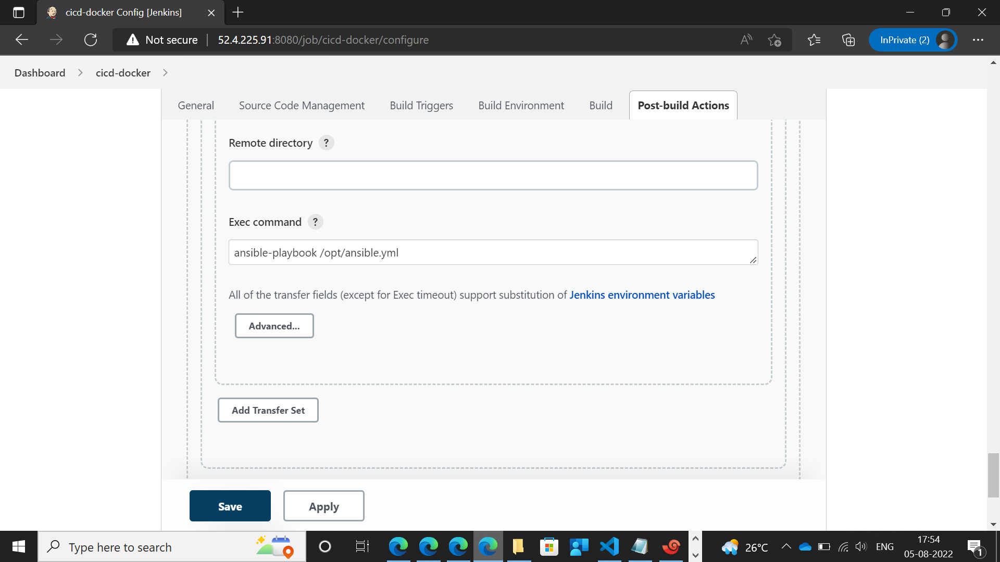 cicd-docker Config [Jenkins]
Not secure
52.4.225.91:8080/job/cicd-docker/configure
InPrivate (2)
Dashboard
cicd-docker
General
Source Code Management
Build Triggers
Build Environment
Build
Post-build Actions
Remote directory ?
Exec command ?
ansible-playbook /opt/ansible.yml
All of the transfer fields (except for Exec timeout) support substitution of Jenkins environment variables
Advanced...
Add Transfer Set
Save
Apply
Type here to search
26°C
ENG
17:54
05-08-2022
1